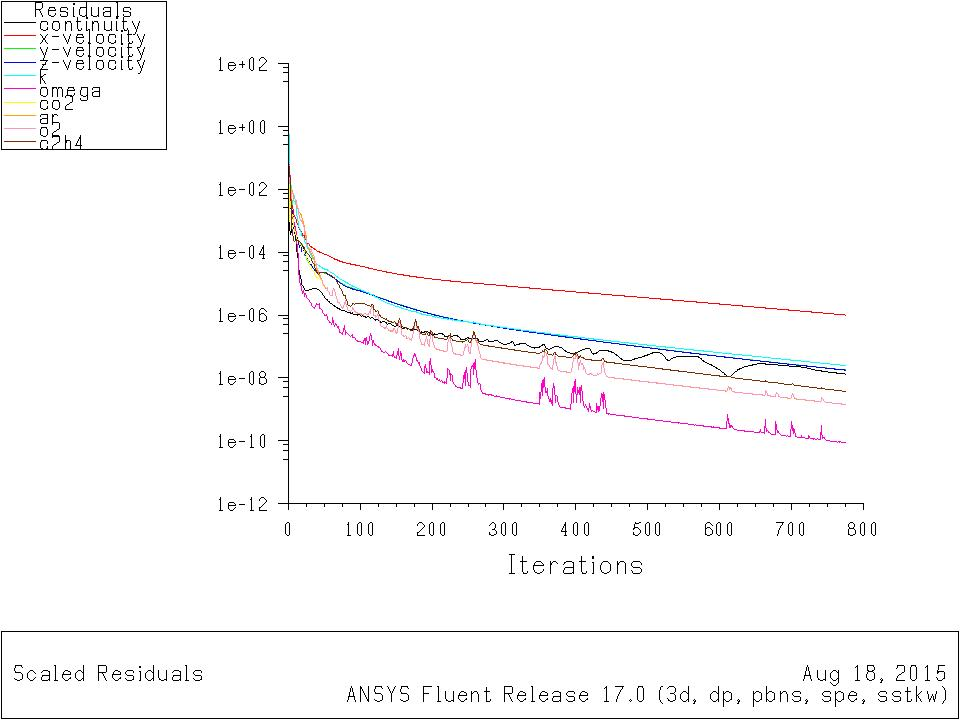 Residuals
continuity
x-velocity
y-velocity
z-velocity
k
omega
co2
ar
o2
c2h4
1e+02
1e+00
1e-02
1e-04
1e-06
1e-08
1e-10
1e-12
0 100 200 300 400 500 600 700 800
Iterations
Scaled Residuals
Aug 18, 2015
ANSYS Fluent Release 17.0 (3d, dp, pbns, spe, sstkw)